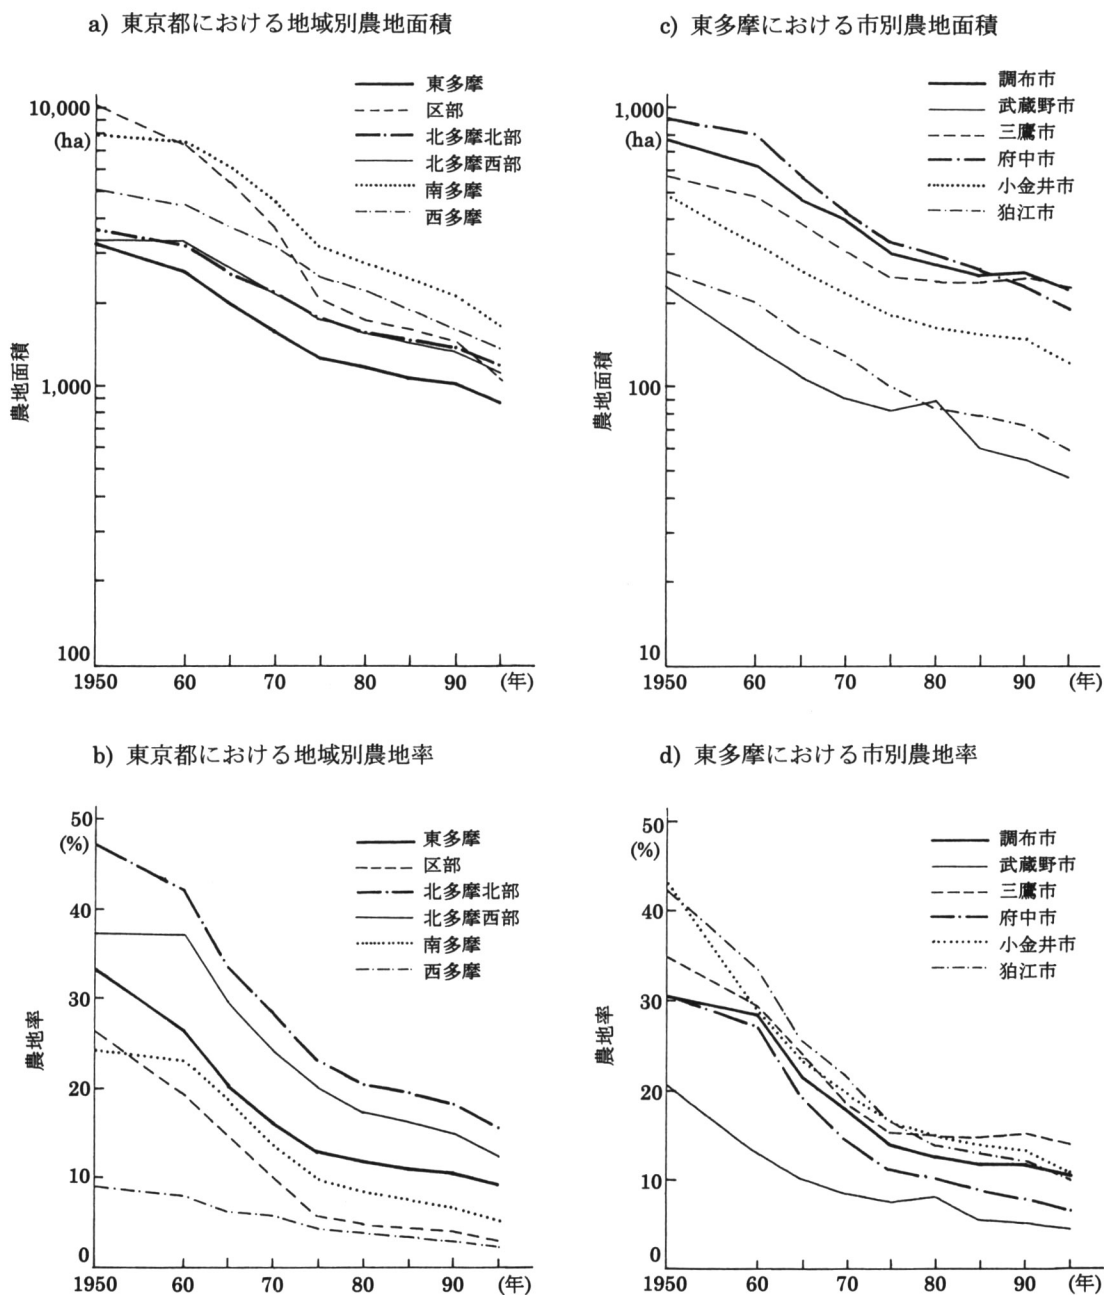 a) 東京都における地域別農地面積
10,000
(ha)
1,000
100
農地面積
東多摩
区部
北多摩北部
北多摩西部
南多摩
西多摩
1950 60 70 80 90 (年)
c) 東多摩における市別農地面積
1,000
(ha)
100
10
農地面積
調布市
武蔵野市
三鷹市
府中市
小金井市
狛江市
1950 60 70 80 90 (年)
b) 東京都における地域別農地率
50
(%)
40
30
20
10
0
農地率
東多摩
区部
北多摩北部
北多摩西部
南多摩
西多摩
1950 60 70 80 90 (年)
d) 東多摩における市別農地率
50
(%)
40
30
20
10
0
農地率
調布市
武蔵野市
三鷹市
府中市
小金井市
狛江市
1950 60 70 80 90 (年)